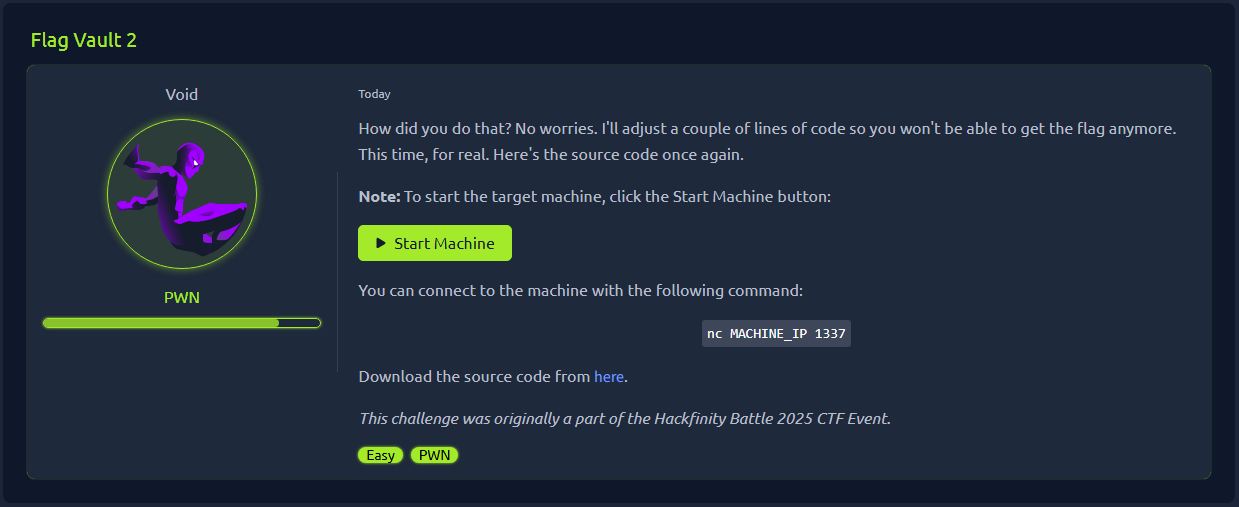 Flag Vault 2
Void
PWN
Today
How did you do that? No worries. I'll adjust a couple of lines of code so you won't be able to get the flag anymore.
This time, for real. Here's the source code once again.
Note: To start the target machine, click the Start Machine button:
Start Machine
You can connect to the machine with the following command:
nc MACHINE_IP 1337
Download the source code from here.
This challenge was originally a part of the Hackfinity Battle 2025 CTF Event.
Easy PWN